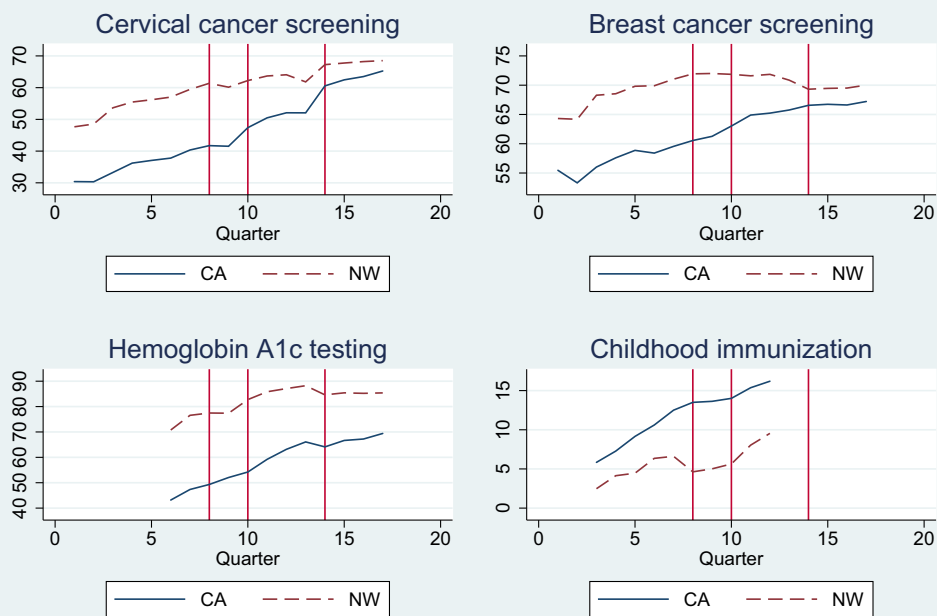 Cervical cancer screening
70
60
50
40
30
0 5 10 15 20
Quarter
CA NW
Breast cancer screening
75
70
65
60
55
0 5 10 15 20
Quarter
CA NW
Hemoglobin A1c testing
90
80
70
60
50
40
0 5 10 15 20
Quarter
CA NW
Childhood immunization
15
10
5
0
0 5 10 15 20
Quarter
CA NW